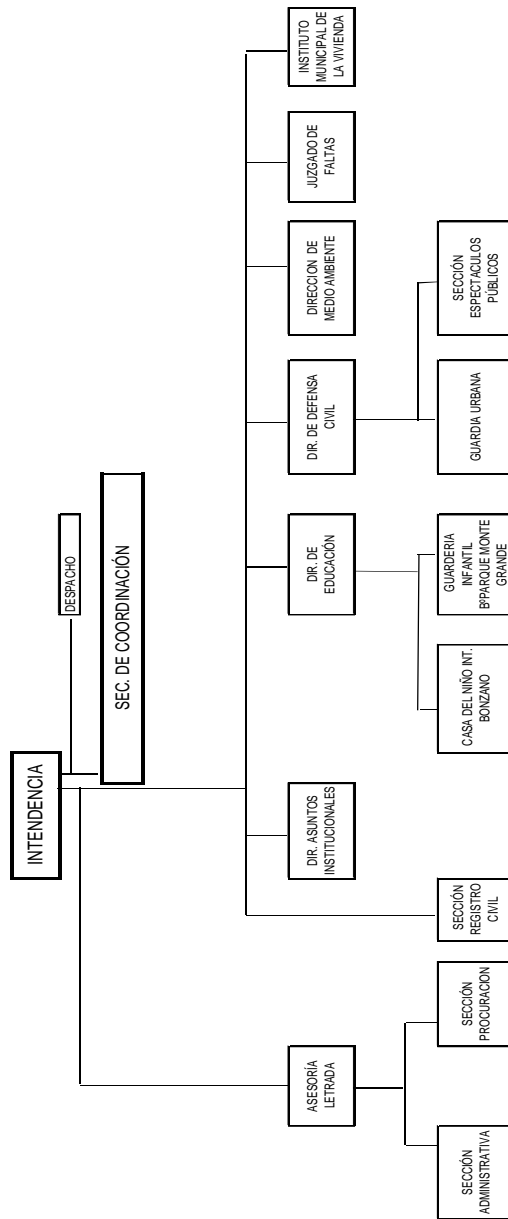 INTENDENCIA
DESPACHO
SEC. DE COORDINACIÓN
ASESORÍA
LETRADA
DIR. ASUNTOS
INSTITUCIONALES
DIR. DE
EDUCACIÓN
DIR. DE DEFENSA
CIVIL
DIRECCION DE
MEDIO AMBIENTE
JUZGADO DE
FALTAS
INSTITUTO
MUNICIPAL DE
LA VIVIENDA
SECCIÓN
ADMINISTRATIVA
SECCIÓN
PROCURACION
SECCIÓN
REGISTRO
CIVIL
CASA DEL NIÑO INT.
BONZANO
GUARDERIA
INFANTIL
BºPARQUE MONTE
GRANDE
GUARDIA URBANA
SECCIÓN
ESPECTACULOS
PÚBLICOS